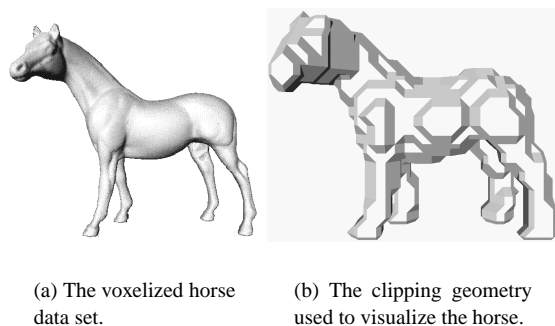 (a) The voxelized horse
data set.
(b) The clipping geometry
used to visualize the horse.